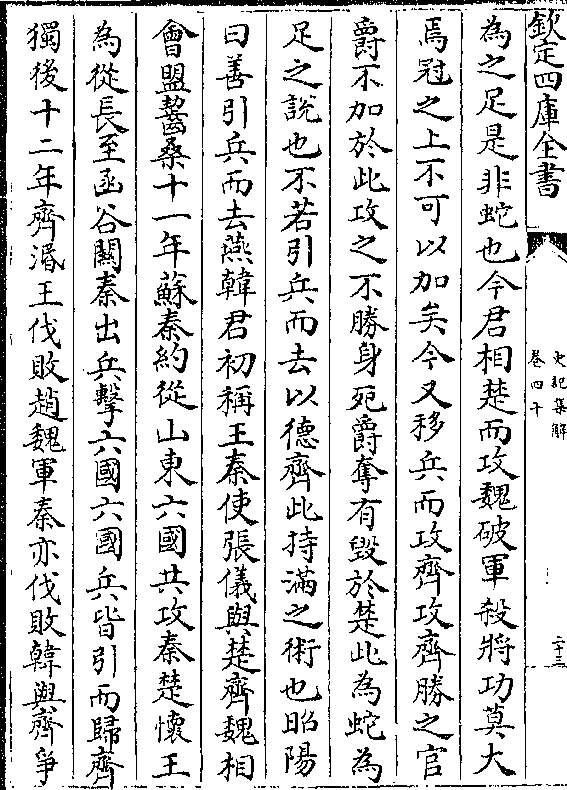 欽定四庫全書
史記集解
卷四十
二十三
為之足是非蛇也今君相楚而攻魏破軍殺將功莫大
焉冠之上不可以加矣今又移兵而攻齊攻齊勝之官
爵不加於此攻之不勝身死爵奪有毀於楚此為蛇為
足之說也不若引兵而去以德齊此持滿之術也昭陽
曰善引兵而去燕韓君初稱王秦使張儀與楚齊魏相
會盟齧桑十一年蘇秦約從山東六國共攻秦楚懷王
為從長至函谷關秦出兵擊六國六國兵皆引而歸齊
獨後十二年齊湣王伐敗趙魏軍秦亦伐敗韓與齊爭